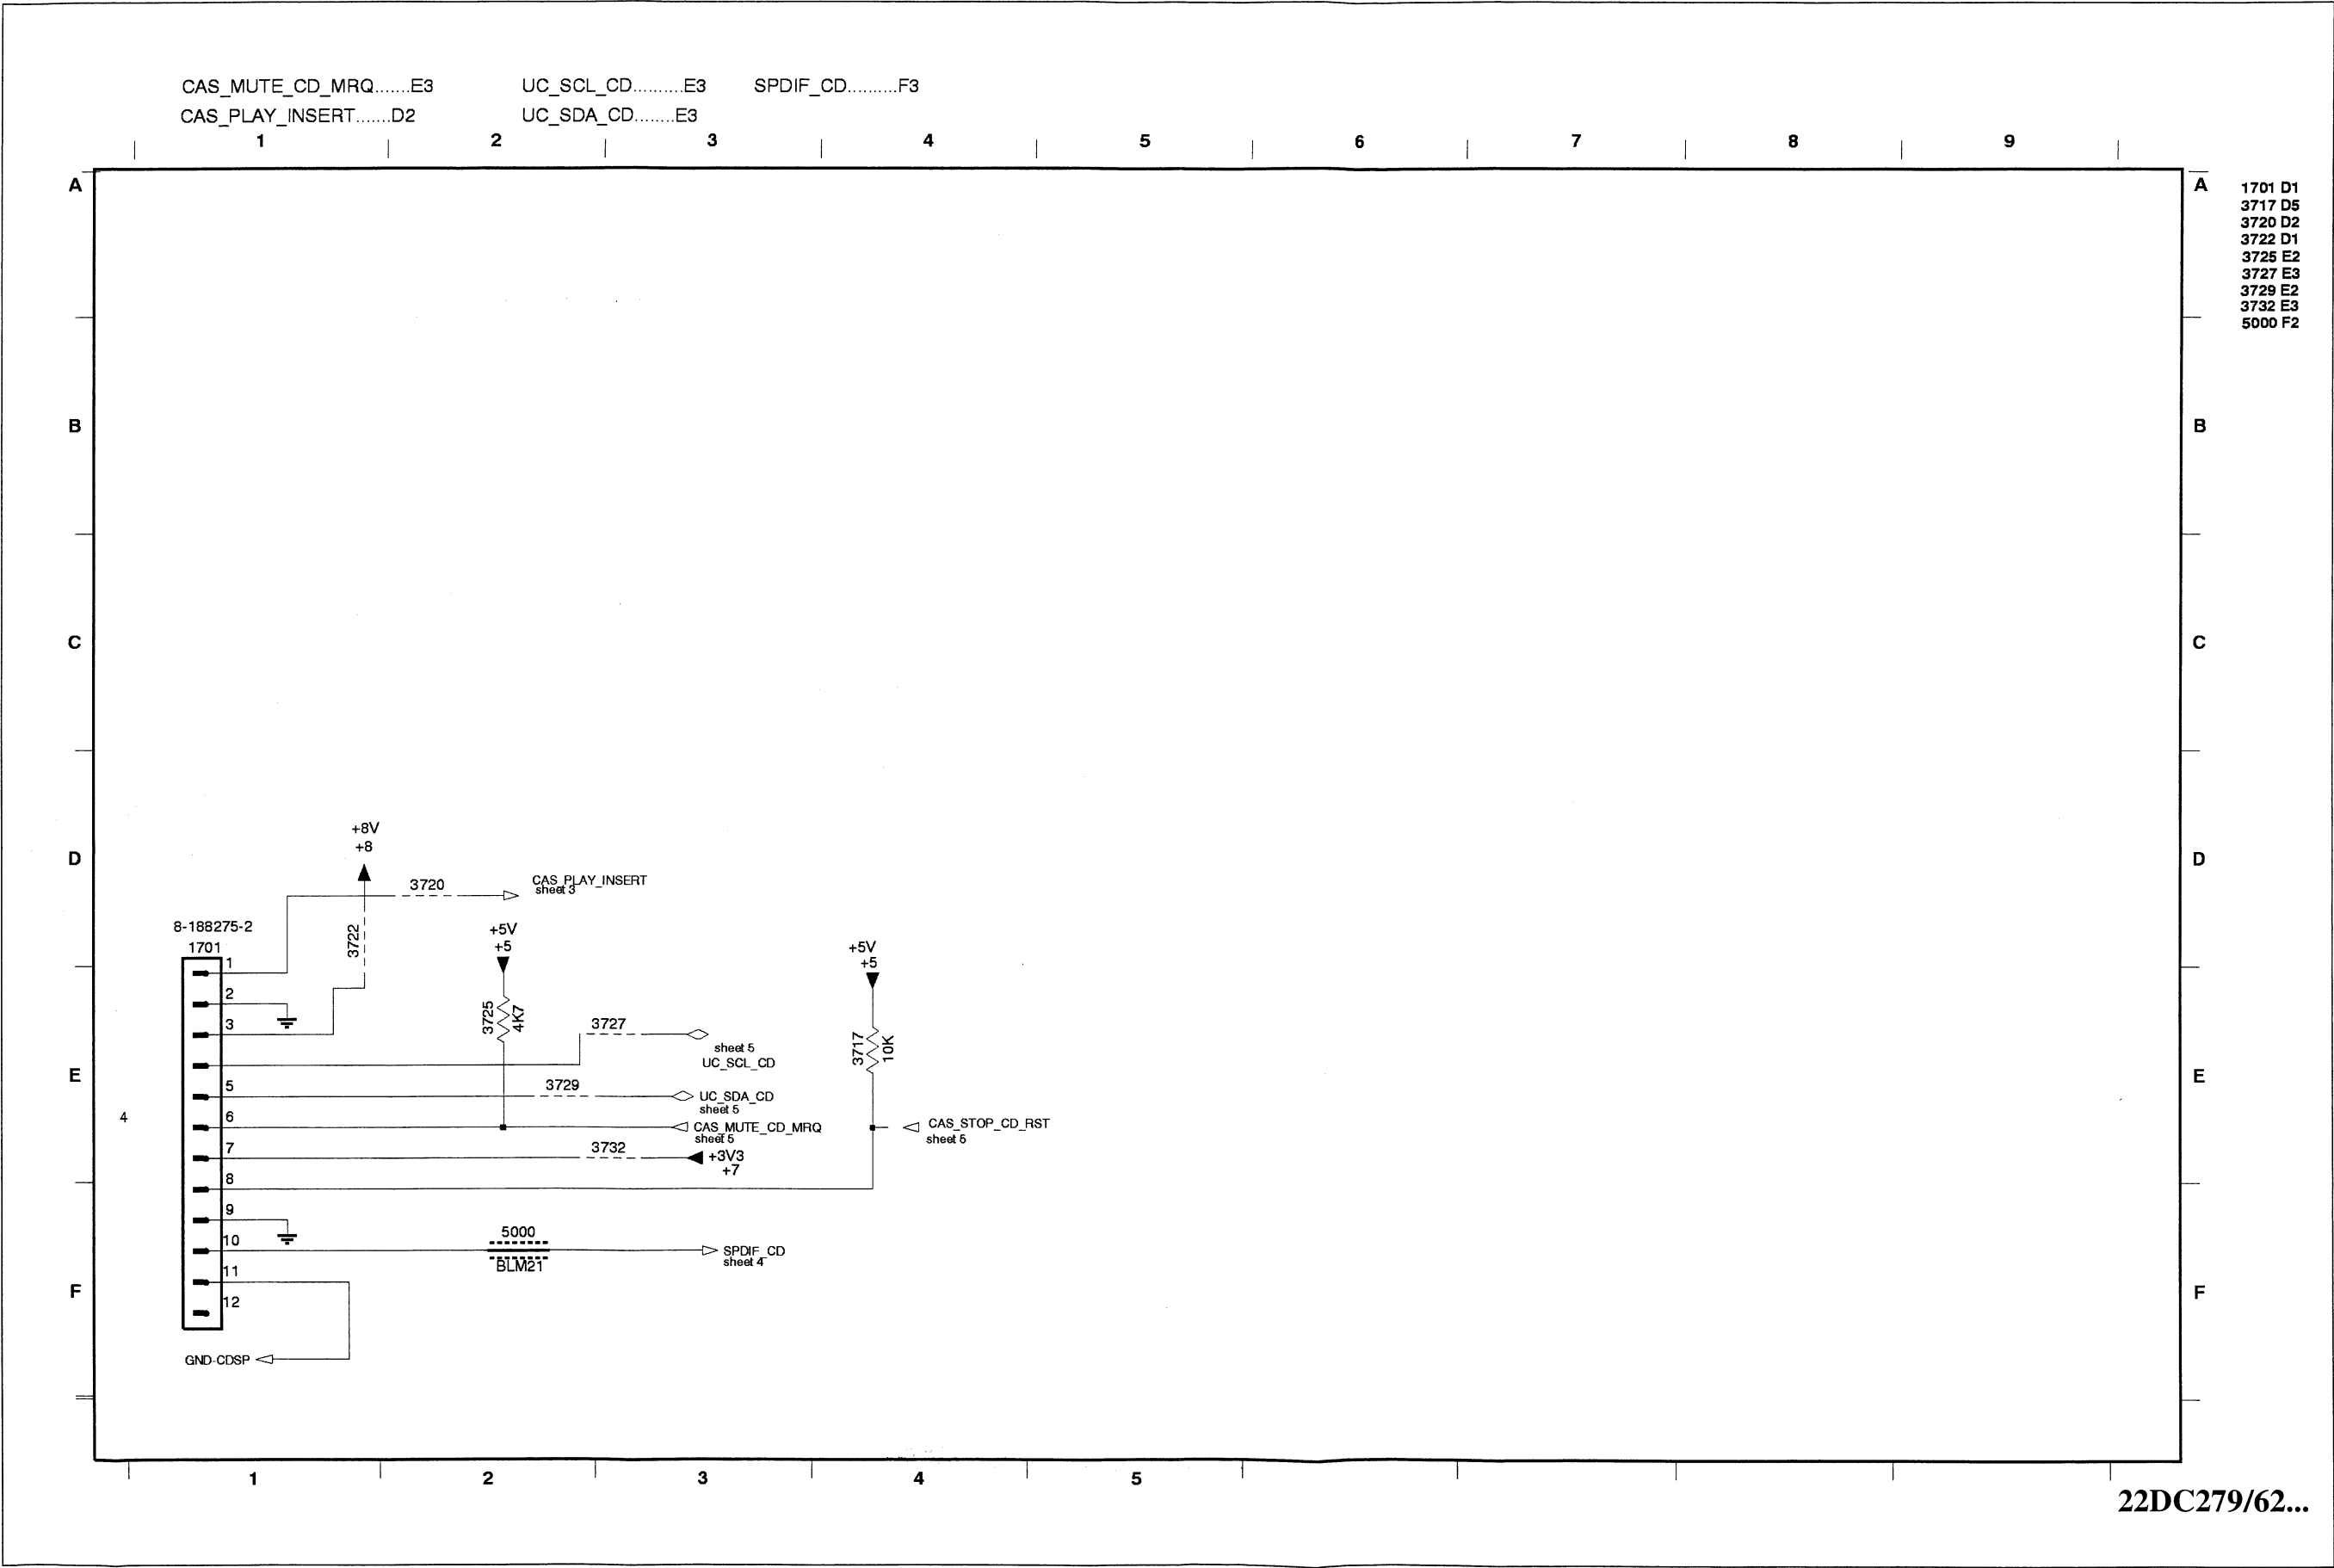 CAS_MUTE_CD_MRQ.......E3 UC_SCL_CD..........E3 SPDIF_CD..........F3
CAS_PLAY_INSERT.......D2 UC_SDA_CD........E3
1 2 3 4 5 6 7 8 9
A A
1701 D1
3717 D5
3720 D2
3722 D1
3725 E2
3727 E3
3729 E2
3732 E3
5000 F2
B B
C C
D D
+8V
+8
3720
CAS_PLAY_INSERT
sheet 3
3722
8-188275-2
1701
+5V
+5
+5V
+5
1
2
3
3725
4K7
3727
sheet 5
UC_SCL_CD
3717
10K
E E
4
5
3729
UC_SDA_CD
sheet 5
6
CAS_MUTE_CD_MRQ
sheet 5
CAS_STOP_CD_RST
sheet 5
7
3732
+3V3
+7
8
9
10
5000
BLM21
SPDIF_CD
sheet 4
11
12
F F
GND-CDSP
1 2 3 4 5
22DC279/62...